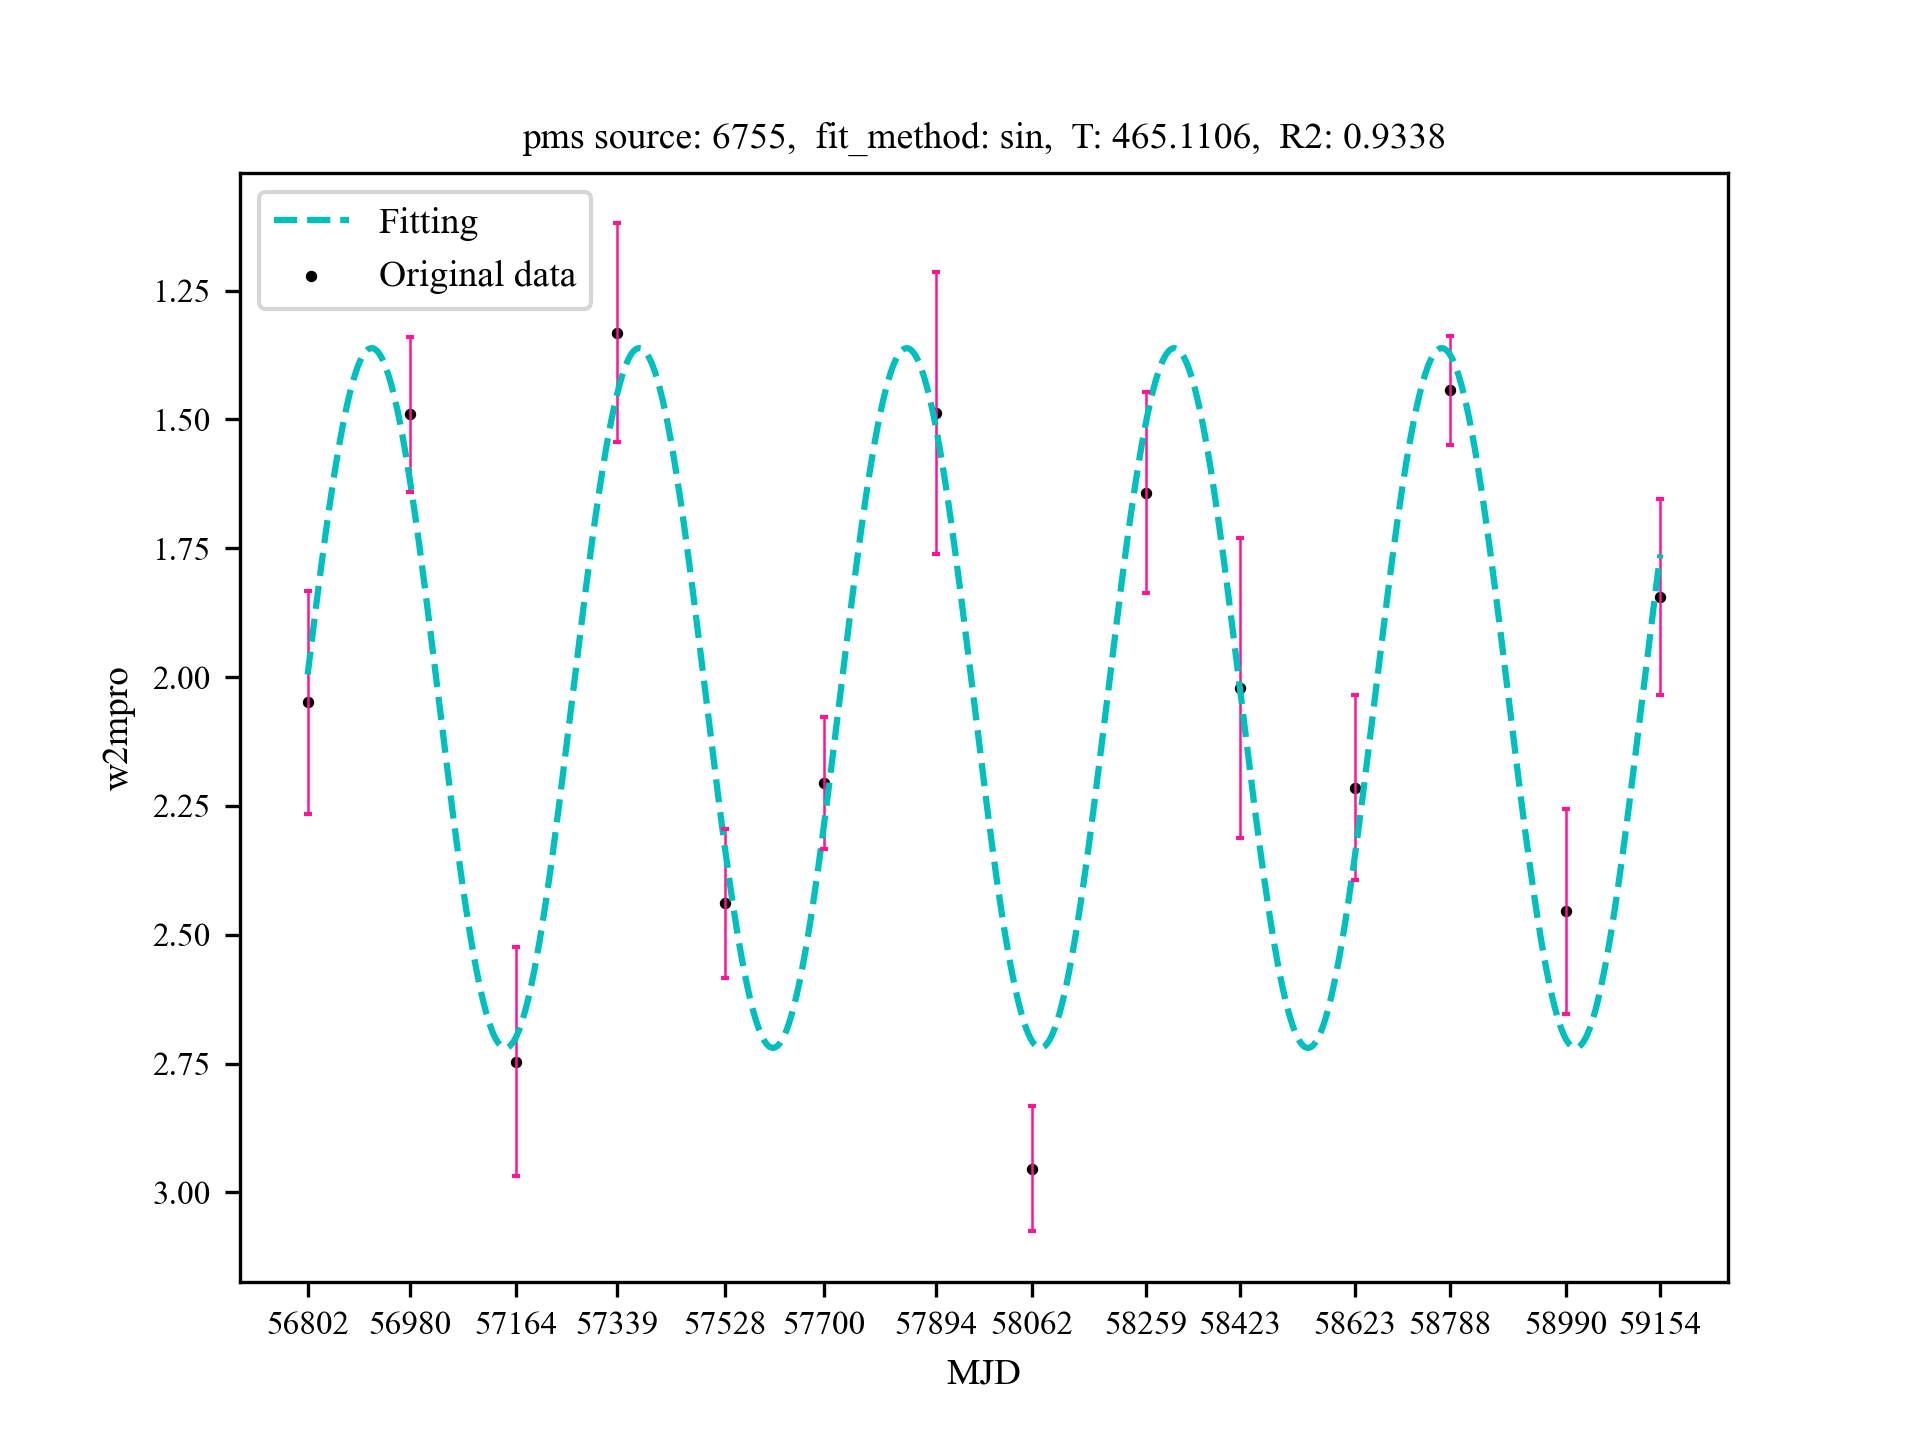 pms source: 6755,  fit_method: sin,  T: 465.1106,  R2: 0.9338
Fitting
Original data
1.25
1.50
1.75
2.00
2.25
2.50
2.75
3.00
w2mpro
56802 56980 57164 57339 57528 57700 57894 58062 58259 58423 58623 58788 58990 59154
MJD